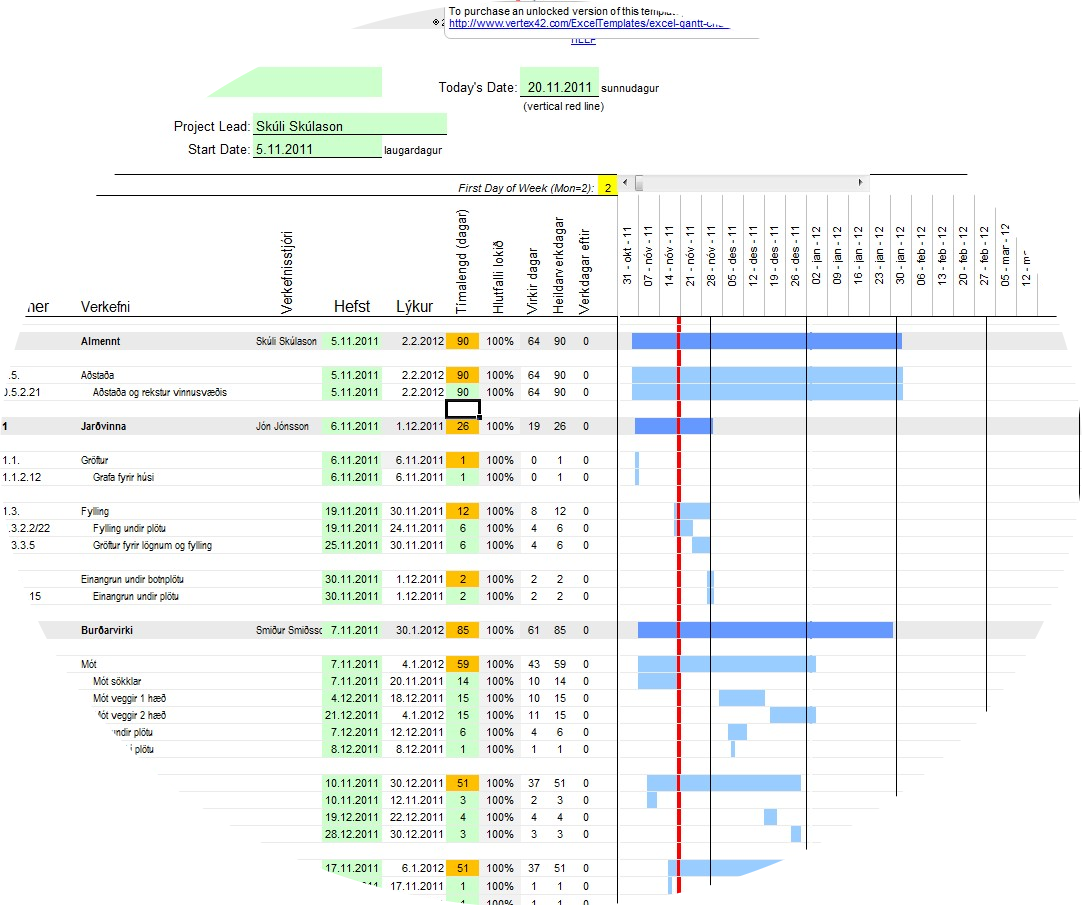 To purchase an unlocked version of this
http://www.vertex42.com/ExcelTemplates/excel-gantt-
HELP
Today's Date: 20.11.2011 sunnudagur
(vertical red line)
Project Lead: Skúli Skúlason
Start Date: 5.11.2011 laugardagur
First Day of Week (Mon=2): 2
Verkefni Verkefnisstjóri Hefst Lýkur Tímalengd (dagar) Hlutfalli lokið Virkir dagar Heildarverkdagar Verkdagar eftir 31 - okt - 11 07 - nóv - 11 14 - nóv - 11 21 - nóv - 11 28 - nóv - 11 05 - des - 11 12 - des - 11 26 - des - 11 02 - jan - 12 09 - jan - 12 16 - jan - 12 23 - jan - 12 30 - jan - 12 06 - feb - 12 13 - feb - 12 20 - feb - 12 27 - feb - 12 05 - mar - 12 12 -
Almennt Skúli Skúlason 5.11.2011 2.2.2012 90 100% 64 90 0
.5. Aðstaða 5.11.2011 2.2.2012 90 100% 64 90 0
.5.2.21 Aðstaða og rekstur vinnusvæðis 5.11.2011 2.2.2012 90 100% 64 90 0
1 Jarðvinna Jón Jónsson 6.11.2011 1.12.2011 26 100% 19 26 0
1.1. Gröftur 6.11.2011 6.11.2011 1 100% 0 1 0
1.1.2.12 Grafa fyrir húsi 6.11.2011 6.11.2011 1 100% 0 1 0
1.3. Fylling 19.11.2011 30.11.2011 12 100% 8 12 0
.3.2.2/22 Fylling undir plötu 19.11.2011 24.11.2011 6 100% 4 6 0
3.3.5 Gröftur fyrir lögnum og fylling 25.11.2011 30.11.2011 6 100% 4 6 0
Einangrun undir botnplötu 30.11.2011 1.12.2011 2 100% 2 2 0
15 Einangrun undir plötu 30.11.2011 1.12.2011 2 100% 2 2 0
Burðarvirki Smiður Smiðssc 7.11.2011 30.1.2012 85 100% 61 85 0
Mót 7.11.2011 4.1.2012 59 100% 43 59 0
Mót sökklar 7.11.2011 20.11.2011 14 100% 10 14 0
Mót veggir 1 hæð 4.12.2011 18.12.2011 15 100% 10 15 0
Mót veggir 2 hæð 21.12.2011 4.1.2012 15 100% 11 15 0
undir plötu 7.12.2011 12.12.2011 6 100% 4 6 0
plötu 8.12.2011 8.12.2011 1 100% 1 1 0
10.11.2011 30.12.2011 51 100% 37 51 0
10.11.2011 12.11.2011 3 100% 2 3 0
19.12.2011 22.12.2011 4 100% 4 4 0
28.12.2011 30.12.2011 3 100% 3 3 0
17.11.2011 6.1.2012 51 100% 37 51 0
17.11.2011 1 100% 1 1 0
1 100% 1 1 0